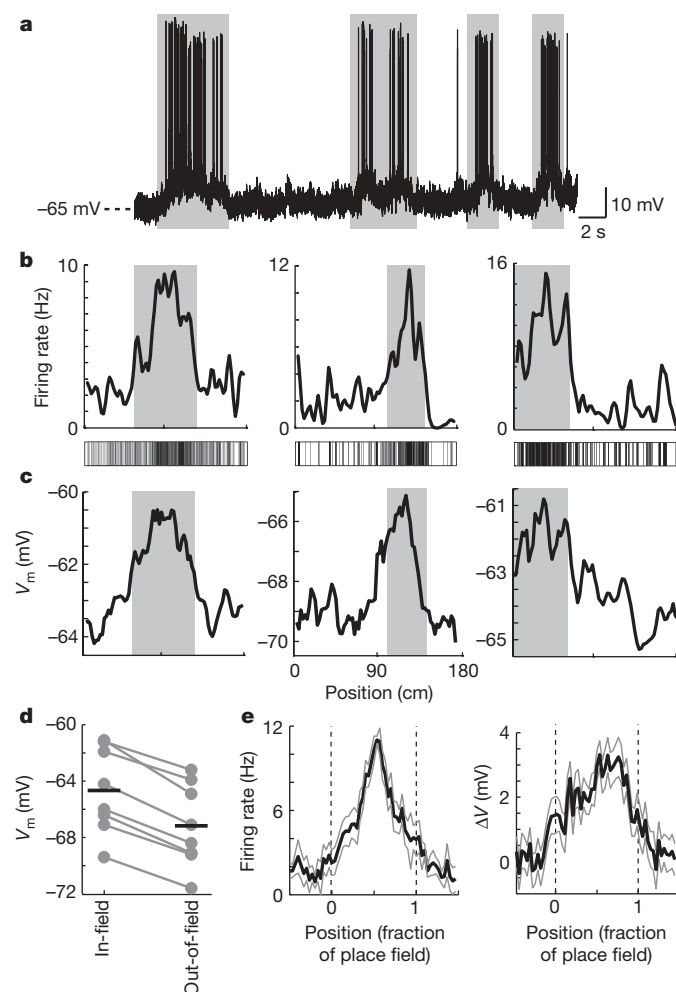 a
−65 mV
10 mV
2 s
b
Firing rate (Hz)
10
0
12
0
16
0
c
Vm (mV)
−60
−62
−64
−66
−68
−70
−61
−63
−65
0 90 180
Position (cm)
d
Vm (mV)
−60
−64
−68
−72
In-field
Out-of-field
e
Firing rate (Hz)
12
6
0
0 1
Position (fraction
of place field)
ΔV (mV)
4
2
0
0 1
Position (fraction
of place field)